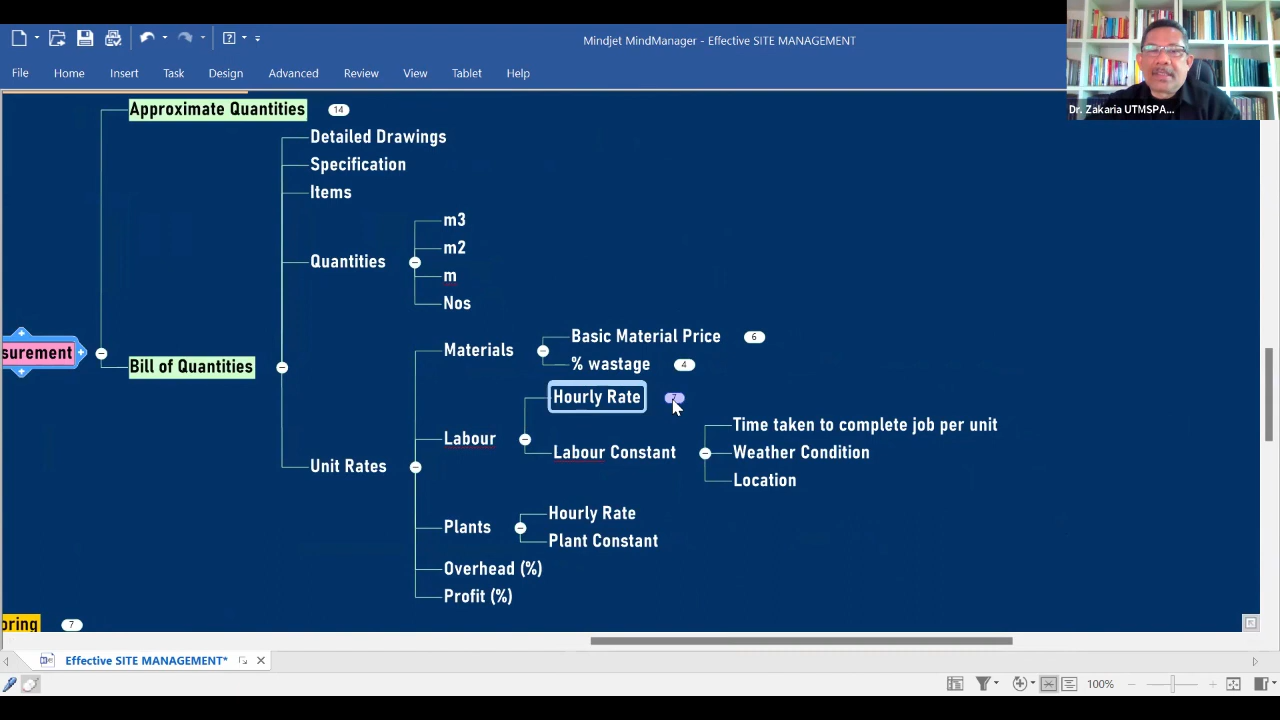 Mindjet MindManager - Effective SITE MANAGEMENT
File Home Insert Task Design Advanced Review View Tablet Help
Dr. Zakaria UTMSPA...
Approximate Quantities 14
Detailed Drawings
Specification
Items
m3
m2
Quantities
m
Nos
Basic Material Price 6
Materials
surement
% wastage 4
Bill of Quantities
Hourly Rate
Time taken to complete job per unit
Labour
Labour Constant
Weather Condition
Unit Rates
Location
Hourly Rate
Plants
Plant Constant
Overhead (%)
Profit (%)
oring 7
Effective SITE MANAGEMENT*
100%